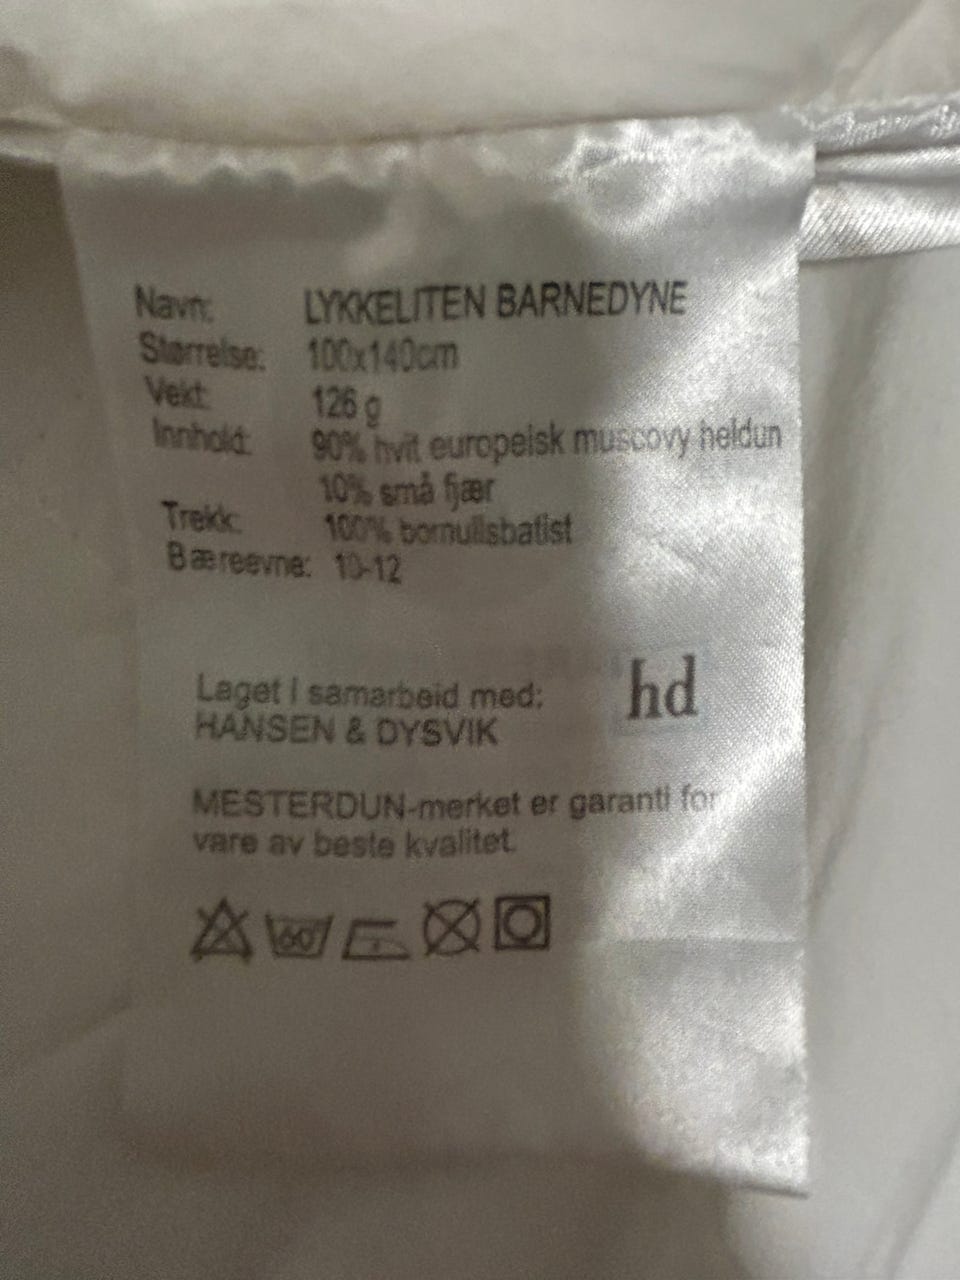 Navn: LYKKELITEN BARNEDYNE
Størrelse: 100x140cm
Vekt: 126 g
Innhold: 90% hvit europeisk muscovy heldun
10% små fjær
Trekk: 100% bomullsbatist
Bæreevne: 10-12
Laget i samarbeid med:
HANSEN & DYSVIK
hd
MESTERDUN-merket er garanti for
vare av beste kvalitet.
60°